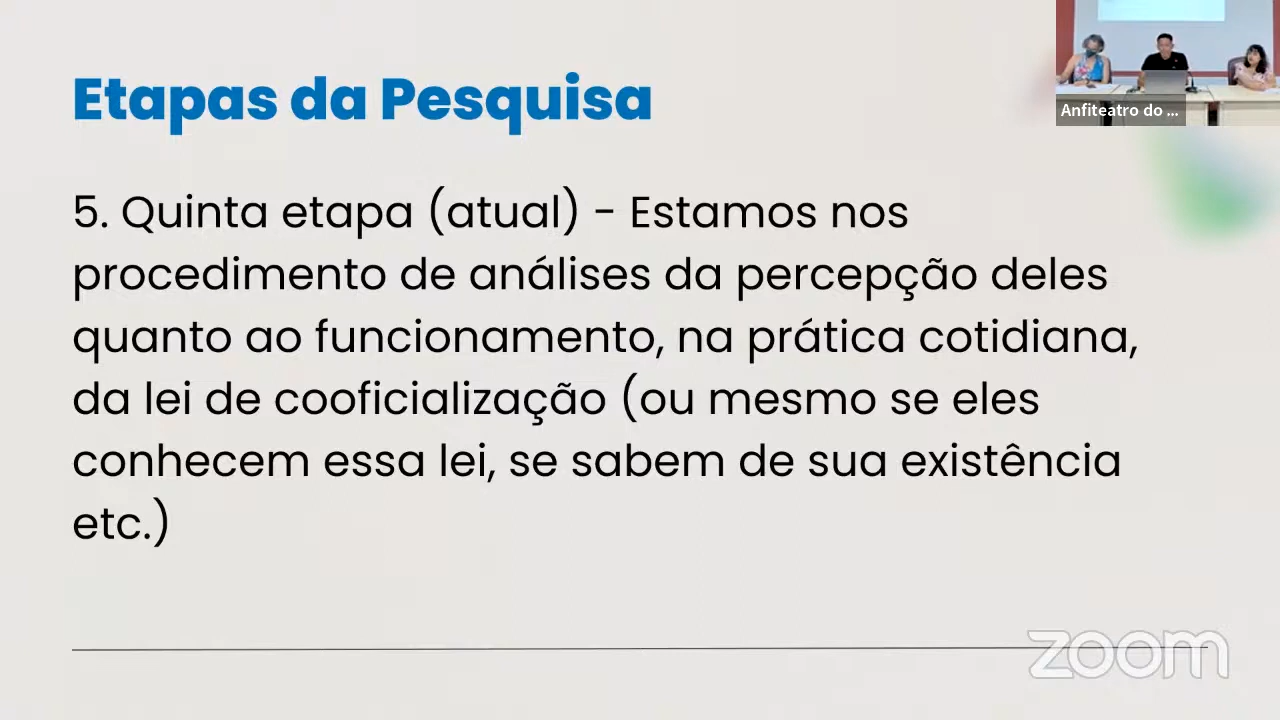 Etapas da Pesquisa
Anfiteatro do ...
5. Quinta etapa (atual) - Estamos nos
procedimento de análises da percepção deles
quanto ao funcionamento, na prática cotidiana,
da lei de cooficialização (ou mesmo se eles
conhecem essa lei, se sabem de sua existência
etc.)
zoom